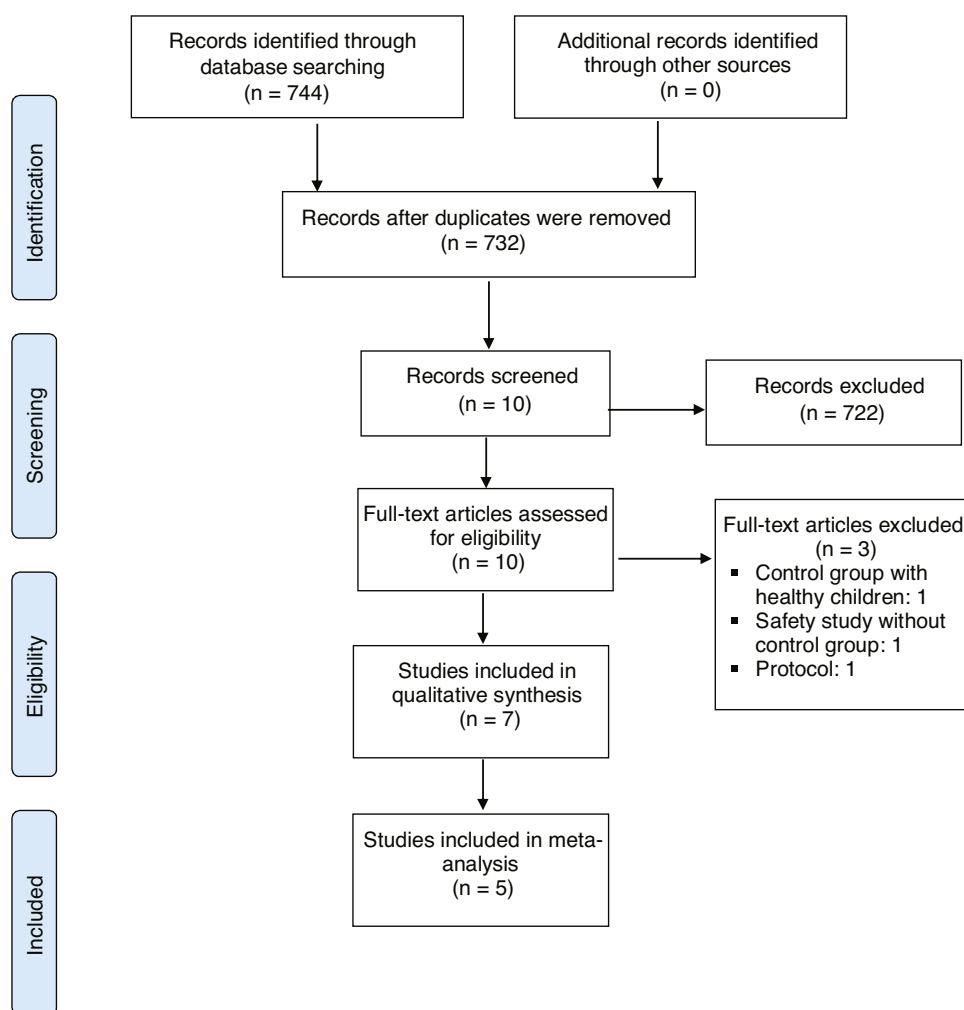 Records identified through
database searching
(n = 744)
Additional records identified
through other sources
(n = 0)
Identification
Records after duplicates were removed
(n = 732)
Screening
Records screened
(n = 10)
Records excluded
(n = 722)
Full-text articles assessed
for eligibility
(n = 10)
Full-text articles excluded
(n = 3)
▪ Control group with
healthy children: 1
▪ Safety study without
control group: 1
▪ Protocol: 1
Eligibility
Studies included in
qualitative synthesis
(n = 7)
Included
Studies included in meta-
analysis
(n = 5)